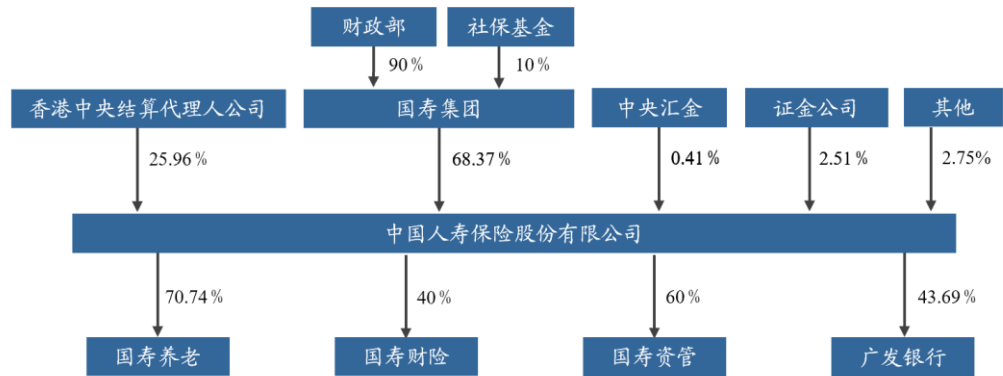 财政部 社保基金
90% 10%
香港中央结算代理人公司 国寿集团 中央汇金 证金公司 其他
25.96% 68.37% 0.41% 2.51% 2.75%
中国人寿保险股份有限公司
70.74% 40% 60% 43.69%
国寿养老 国寿财险 国寿资管 广发银行